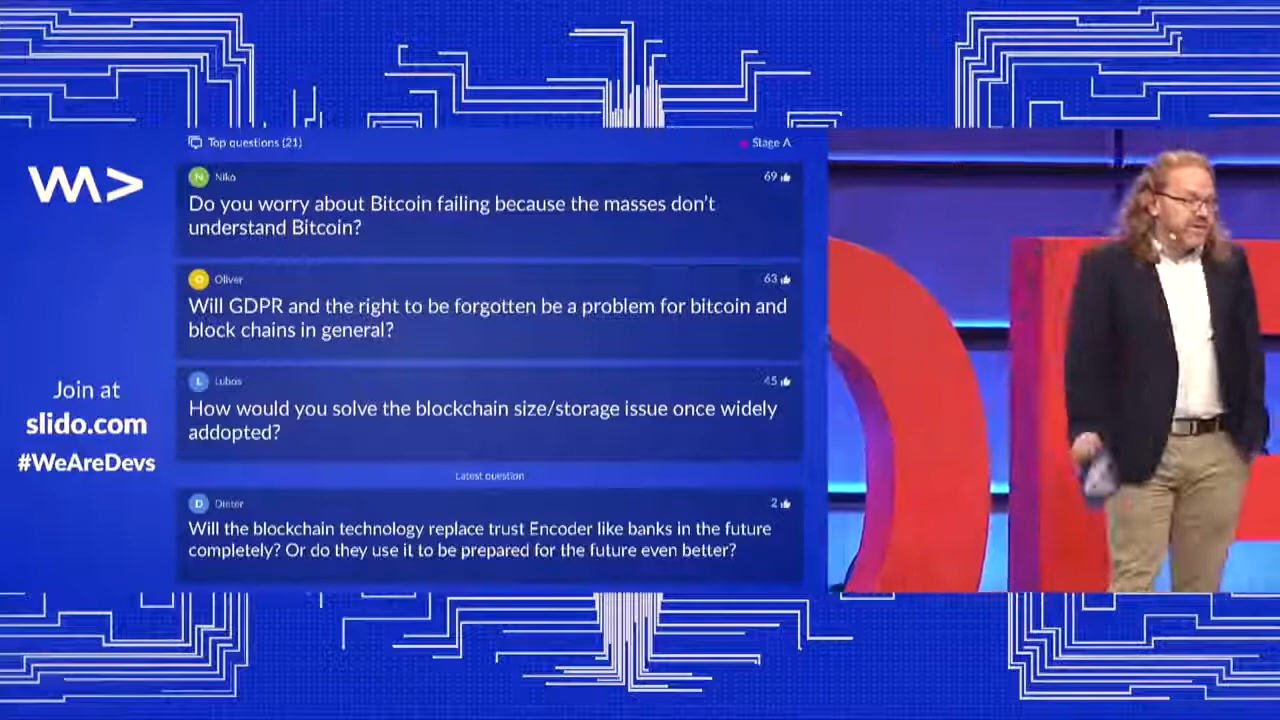 Top questions (21)
Stage A
WΛ>
N
Niko
69
Do you worry about Bitcoin failing because the masses don't
understand Bitcoin?
O
Oliver
63
Will GDPR and the right to be forgotten be a problem for bitcoin and
block chains in general?
L
Lubos
45
How would you solve the blockchain size/storage issue once widely
addopted?
Latest question
D
Dieter
2
Will the blockchain technology replace trust Encoder like banks in the future
completely? Or do they use it to be prepared for the future even better?
Join at
slido.com
#WeAreDevs